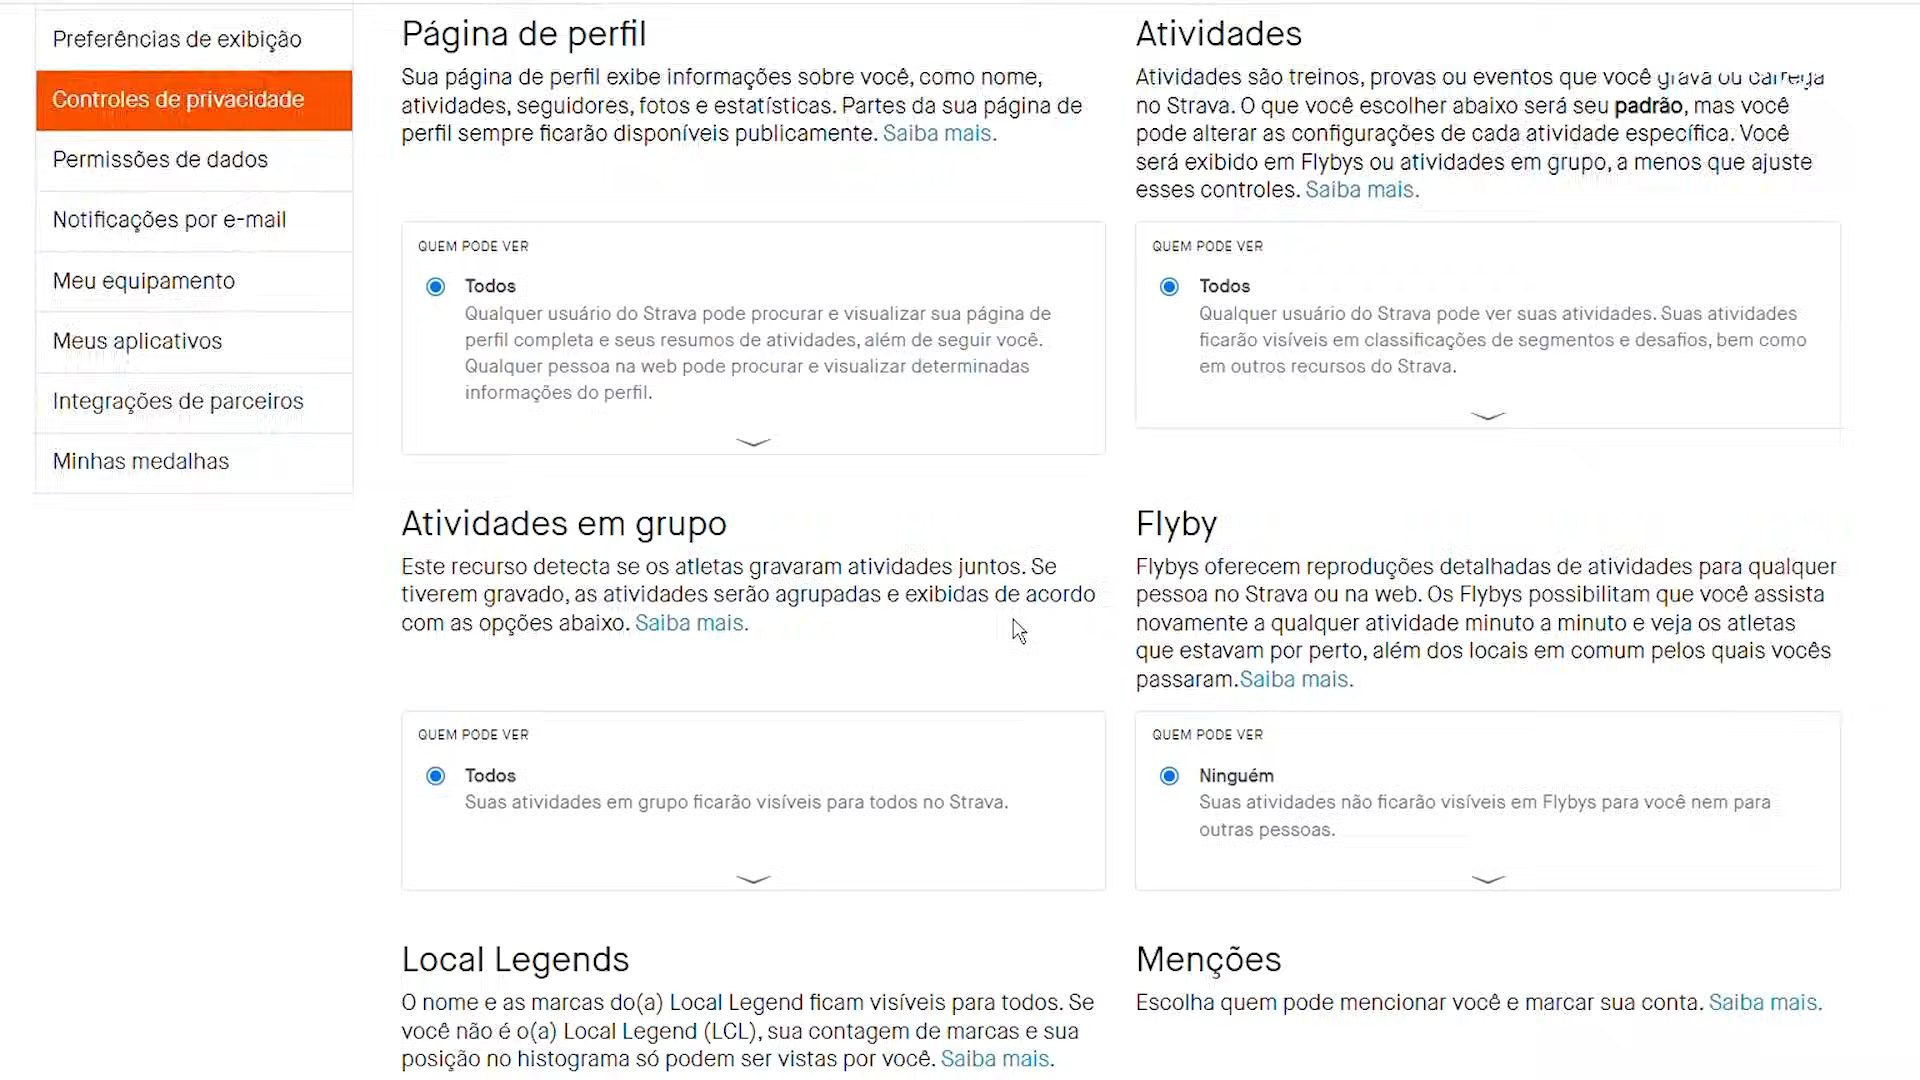 Preferências de exibição
Controles de privacidade
Permissões de dados
Notificações por e-mail
Meu equipamento
Meus aplicativos
Integrações de parceiros
Minhas medalhas
Página de perfil
Sua página de perfil exibe informações sobre você, como nome,
atividades, seguidores, fotos e estatísticas. Partes da sua página de
perfil sempre ficarão disponíveis publicamente. Saiba mais.
QUEM PODE VER
Todos
Qualquer usuário do Strava pode procurar e visualizar sua página de
perfil completa e seus resumos de atividades, além de seguir você.
Qualquer pessoa na web pode procurar e visualizar determinadas
informações do perfil.
Atividades
Atividades são treinos, provas ou eventos que você grava ou carrega
no Strava. O que você escolher abaixo será seu padrão, mas você
pode alterar as configurações de cada atividade específica. Você
será exibido em Flybys ou atividades em grupo, a menos que ajuste
esses controles. Saiba mais.
QUEM PODE VER
Todos
Qualquer usuário do Strava pode ver suas atividades. Suas atividades
ficarão visíveis em classificações de segmentos e desafios, bem como
em outros recursos do Strava.
Atividades em grupo
Este recurso detecta se os atletas gravaram atividades juntos. Se
tiverem gravado, as atividades serão agrupadas e exibidas de acordo
com as opções abaixo. Saiba mais.
QUEM PODE VER
Todos
Suas atividades em grupo ficarão visíveis para todos no Strava.
Flyby
Flybys oferecem reproduções detalhadas de atividades para qualquer
pessoa no Strava ou na web. Os Flybys possibilitam que você assista
novamente a qualquer atividade minuto a minuto e veja os atletas
que estavam por perto, além dos locais em comum pelos quais vocês
passaram.Saiba mais.
QUEM PODE VER
Ninguém
Suas atividades não ficarão visíveis em Flybys para você nem para
outras pessoas.
Local Legends
O nome e as marcas do(a) Local Legend ficam visíveis para todos. Se
você não é o(a) Local Legend (LCL), sua contagem de marcas e sua
posição no histograma só podem ser vistas por você. Saiba mais.
Menções
Escolha quem pode mencionar você e marcar sua conta. Saiba mais.